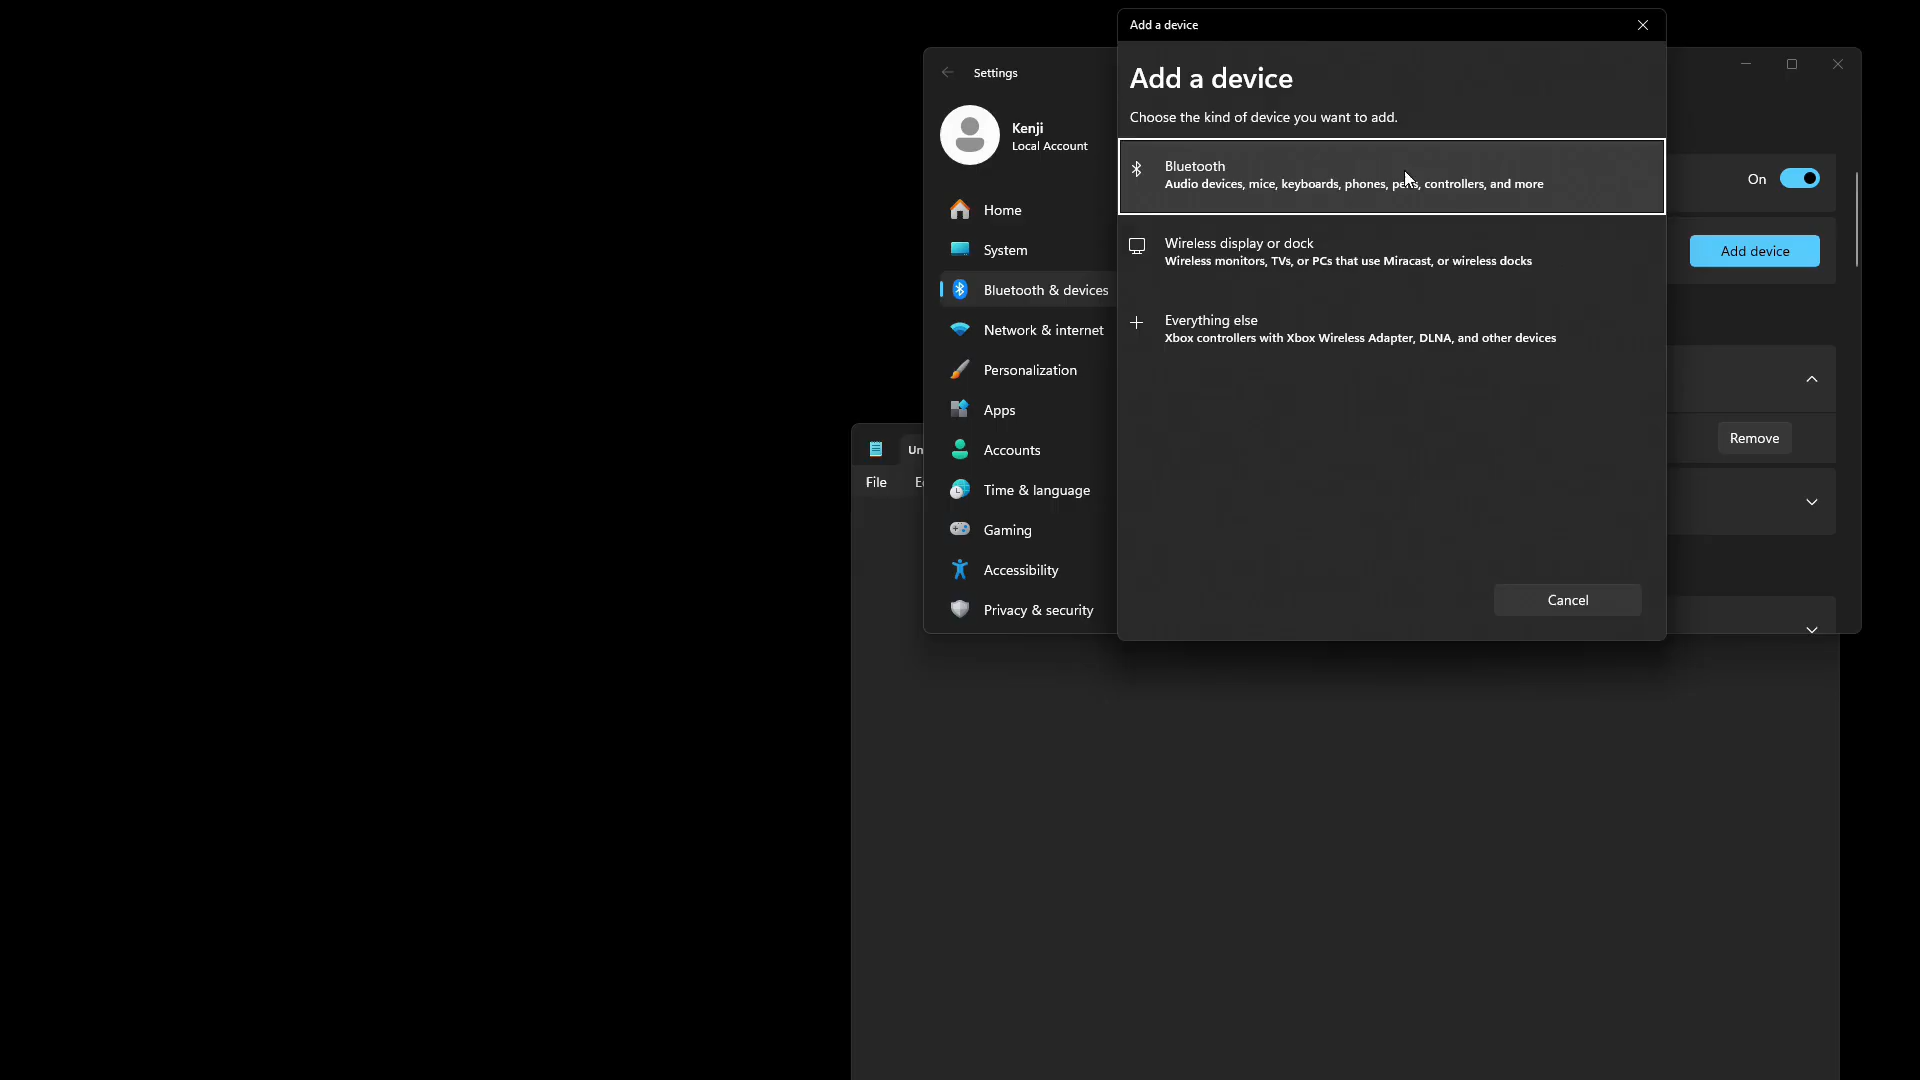 Add a device
Add a device
Choose the kind of device you want to add.
Bluetooth
Audio devices, mice, keyboards, phones, pens, controllers, and more
Wireless display or dock
Wireless monitors, TVs, or PCs that use Miracast, or wireless docks
Everything else
Xbox controllers with Xbox Wireless Adapter, DLNA, and other devices
Cancel
Settings
Kenji
Local Account
Home
System
Bluetooth & devices
Network & internet
Personalization
Apps
Accounts
Time & language
Gaming
Accessibility
Privacy & security
On
Add device
Remove
Un
File